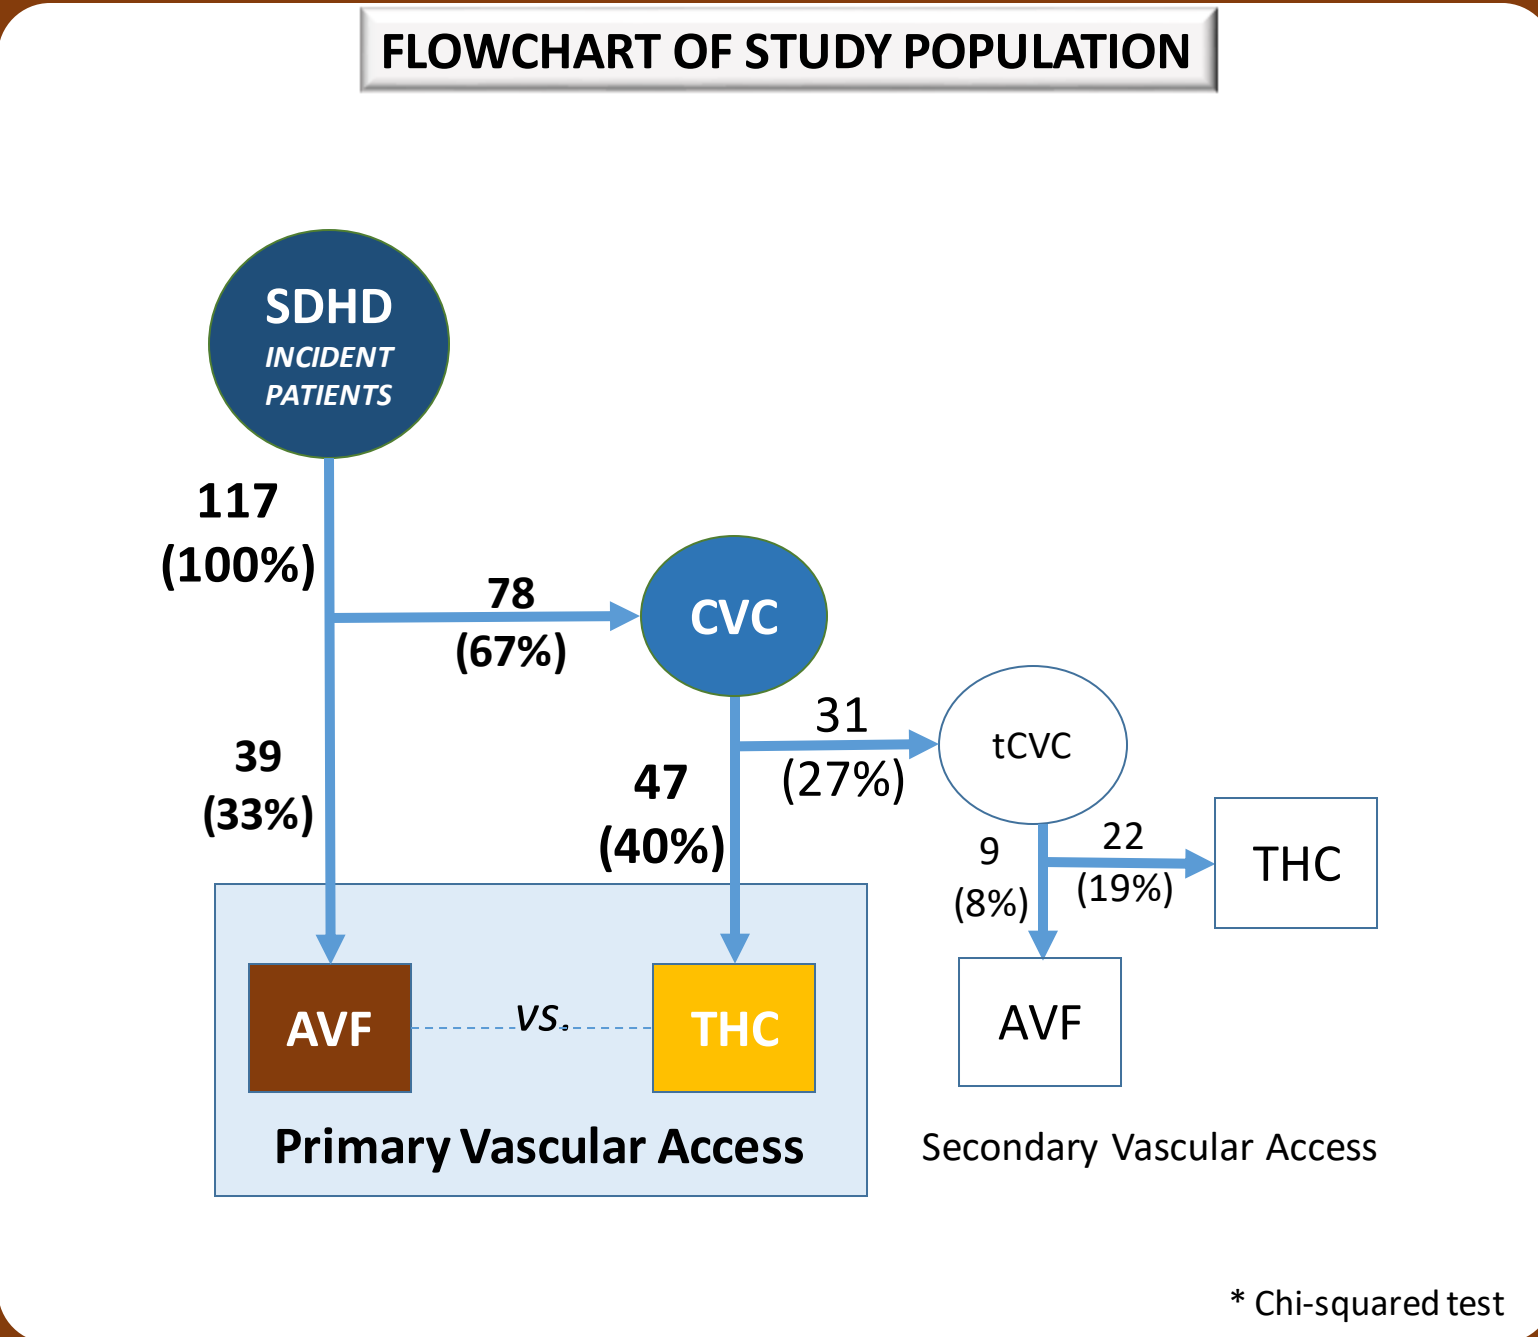 FLOWCHART OF STUDY POPULATION
SDHD
INCIDENT
PATIENTS
117
(100%)
78
(67%)
CVC
39
(33%)
47
(40%)
31
(27%)
tCVC
9
(8%)
22
(19%)
THC
AVF
vs.
THC
AVF
Primary Vascular Access
Secondary Vascular Access
* Chi-squared test